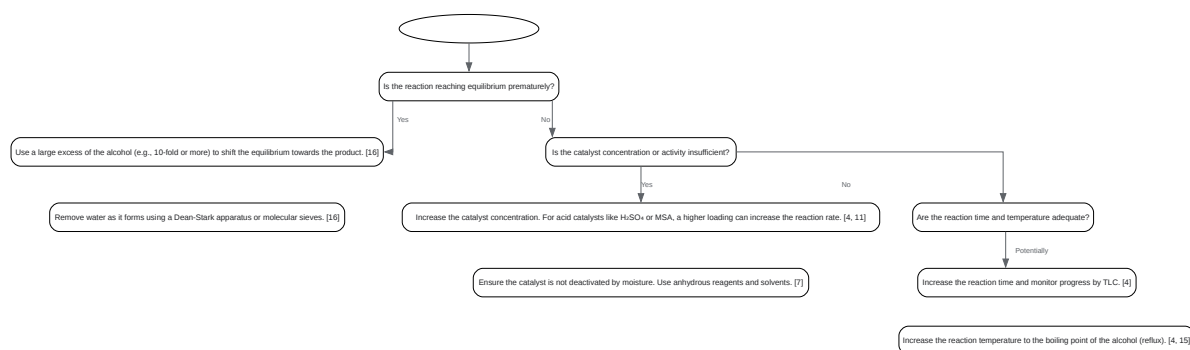 Is the reaction reaching equilibrium prematurely?
Yes
No
Use a large excess of the alcohol (e.g., 10-fold or more) to shift the equilibrium towards the product. [16]
Is the catalyst concentration or activity insufficient?
Yes
No
Remove water as it forms using a Dean-Stark apparatus or molecular sieves. [16]
Increase the catalyst concentration. For acid catalysts like H₂SO₄ or MSA, a higher loading can increase the reaction rate. [4, 11]
Are the reaction time and temperature adequate?
Potentially
Ensure the catalyst is not deactivated by moisture. Use anhydrous reagents and solvents. [7]
Increase the reaction time and monitor progress by TLC. [4]
Increase the reaction temperature to the boiling point of the alcohol (reflux). [4, 15]